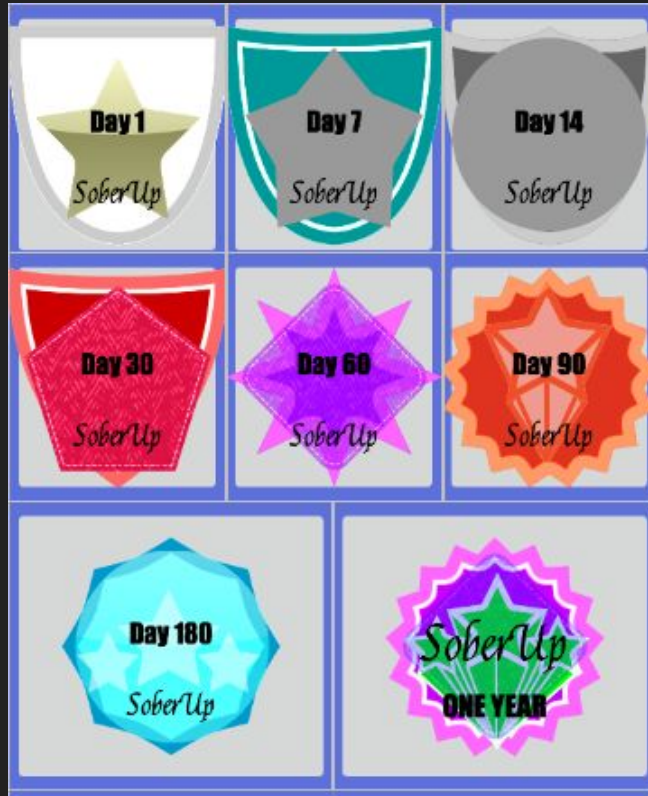 Day 1
SoberUp
Day 7
SoberUp
Day 14
SoberUp
Day 30
SoberUp
Day 60
SoberUp
Day 90
SoberUp
Day 180
SoberUp
SoberUp
ONE YEAR